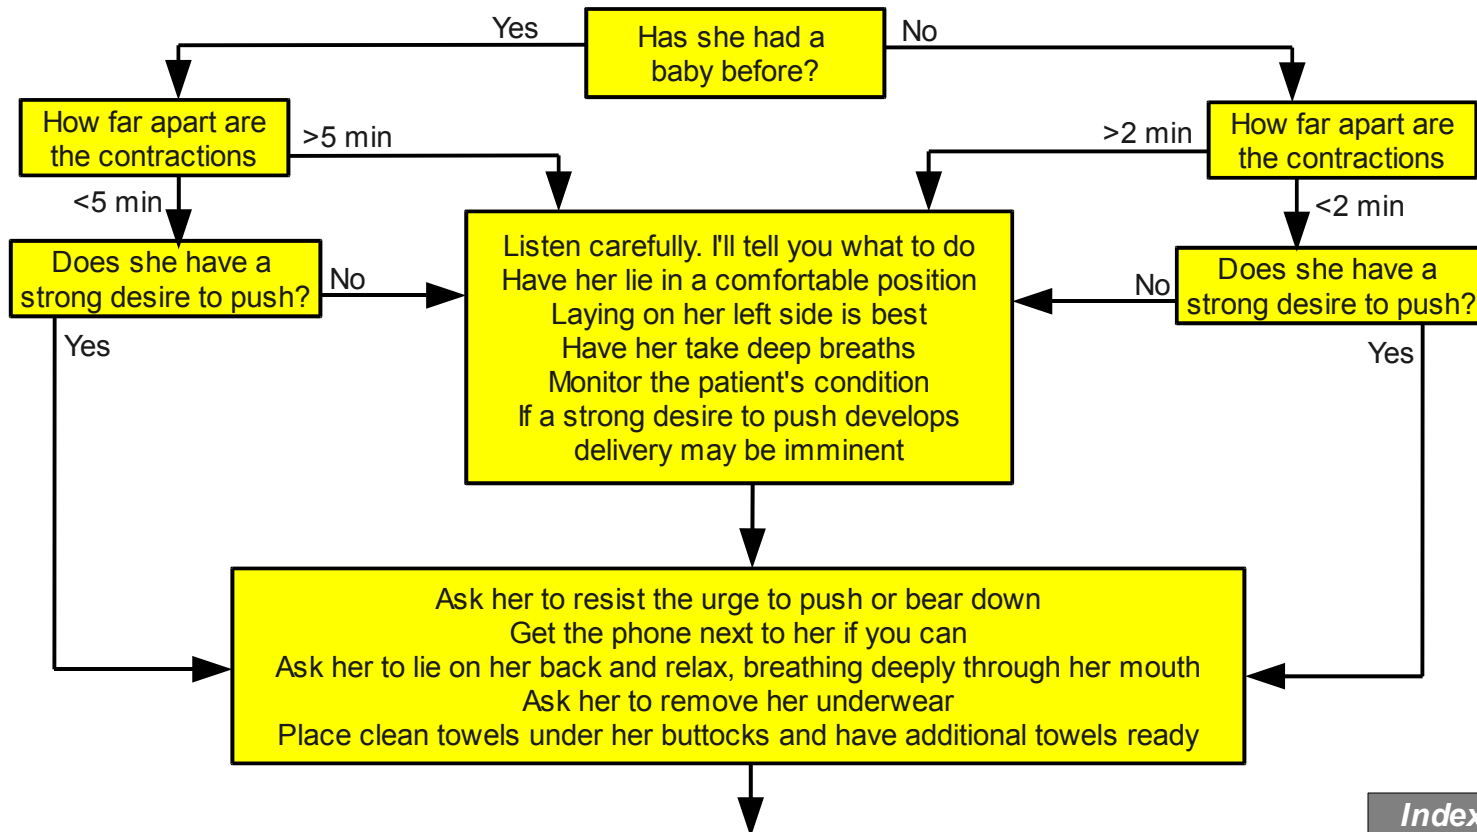 Has she had a
baby before?
Yes
No
How far apart are
the contractions
>5 min
<5 min
>2 min
How far apart are
the contractions
<2 min
Does she have a
strong desire to push?
No
Yes
Listen carefully. I'll tell you what to do
Have her lie in a comfortable position
Laying on her left side is best
Have her take deep breaths
Monitor the patient's condition
If a strong desire to push develops
delivery may be imminent
Does she have a
strong desire to push?
No
Yes
Ask her to resist the urge to push or bear down
Get the phone next to her if you can
Ask her to lie on her back and relax, breathing deeply through her mouth
Ask her to remove her underwear
Place clean towels under her buttocks and have additional towels ready
Index